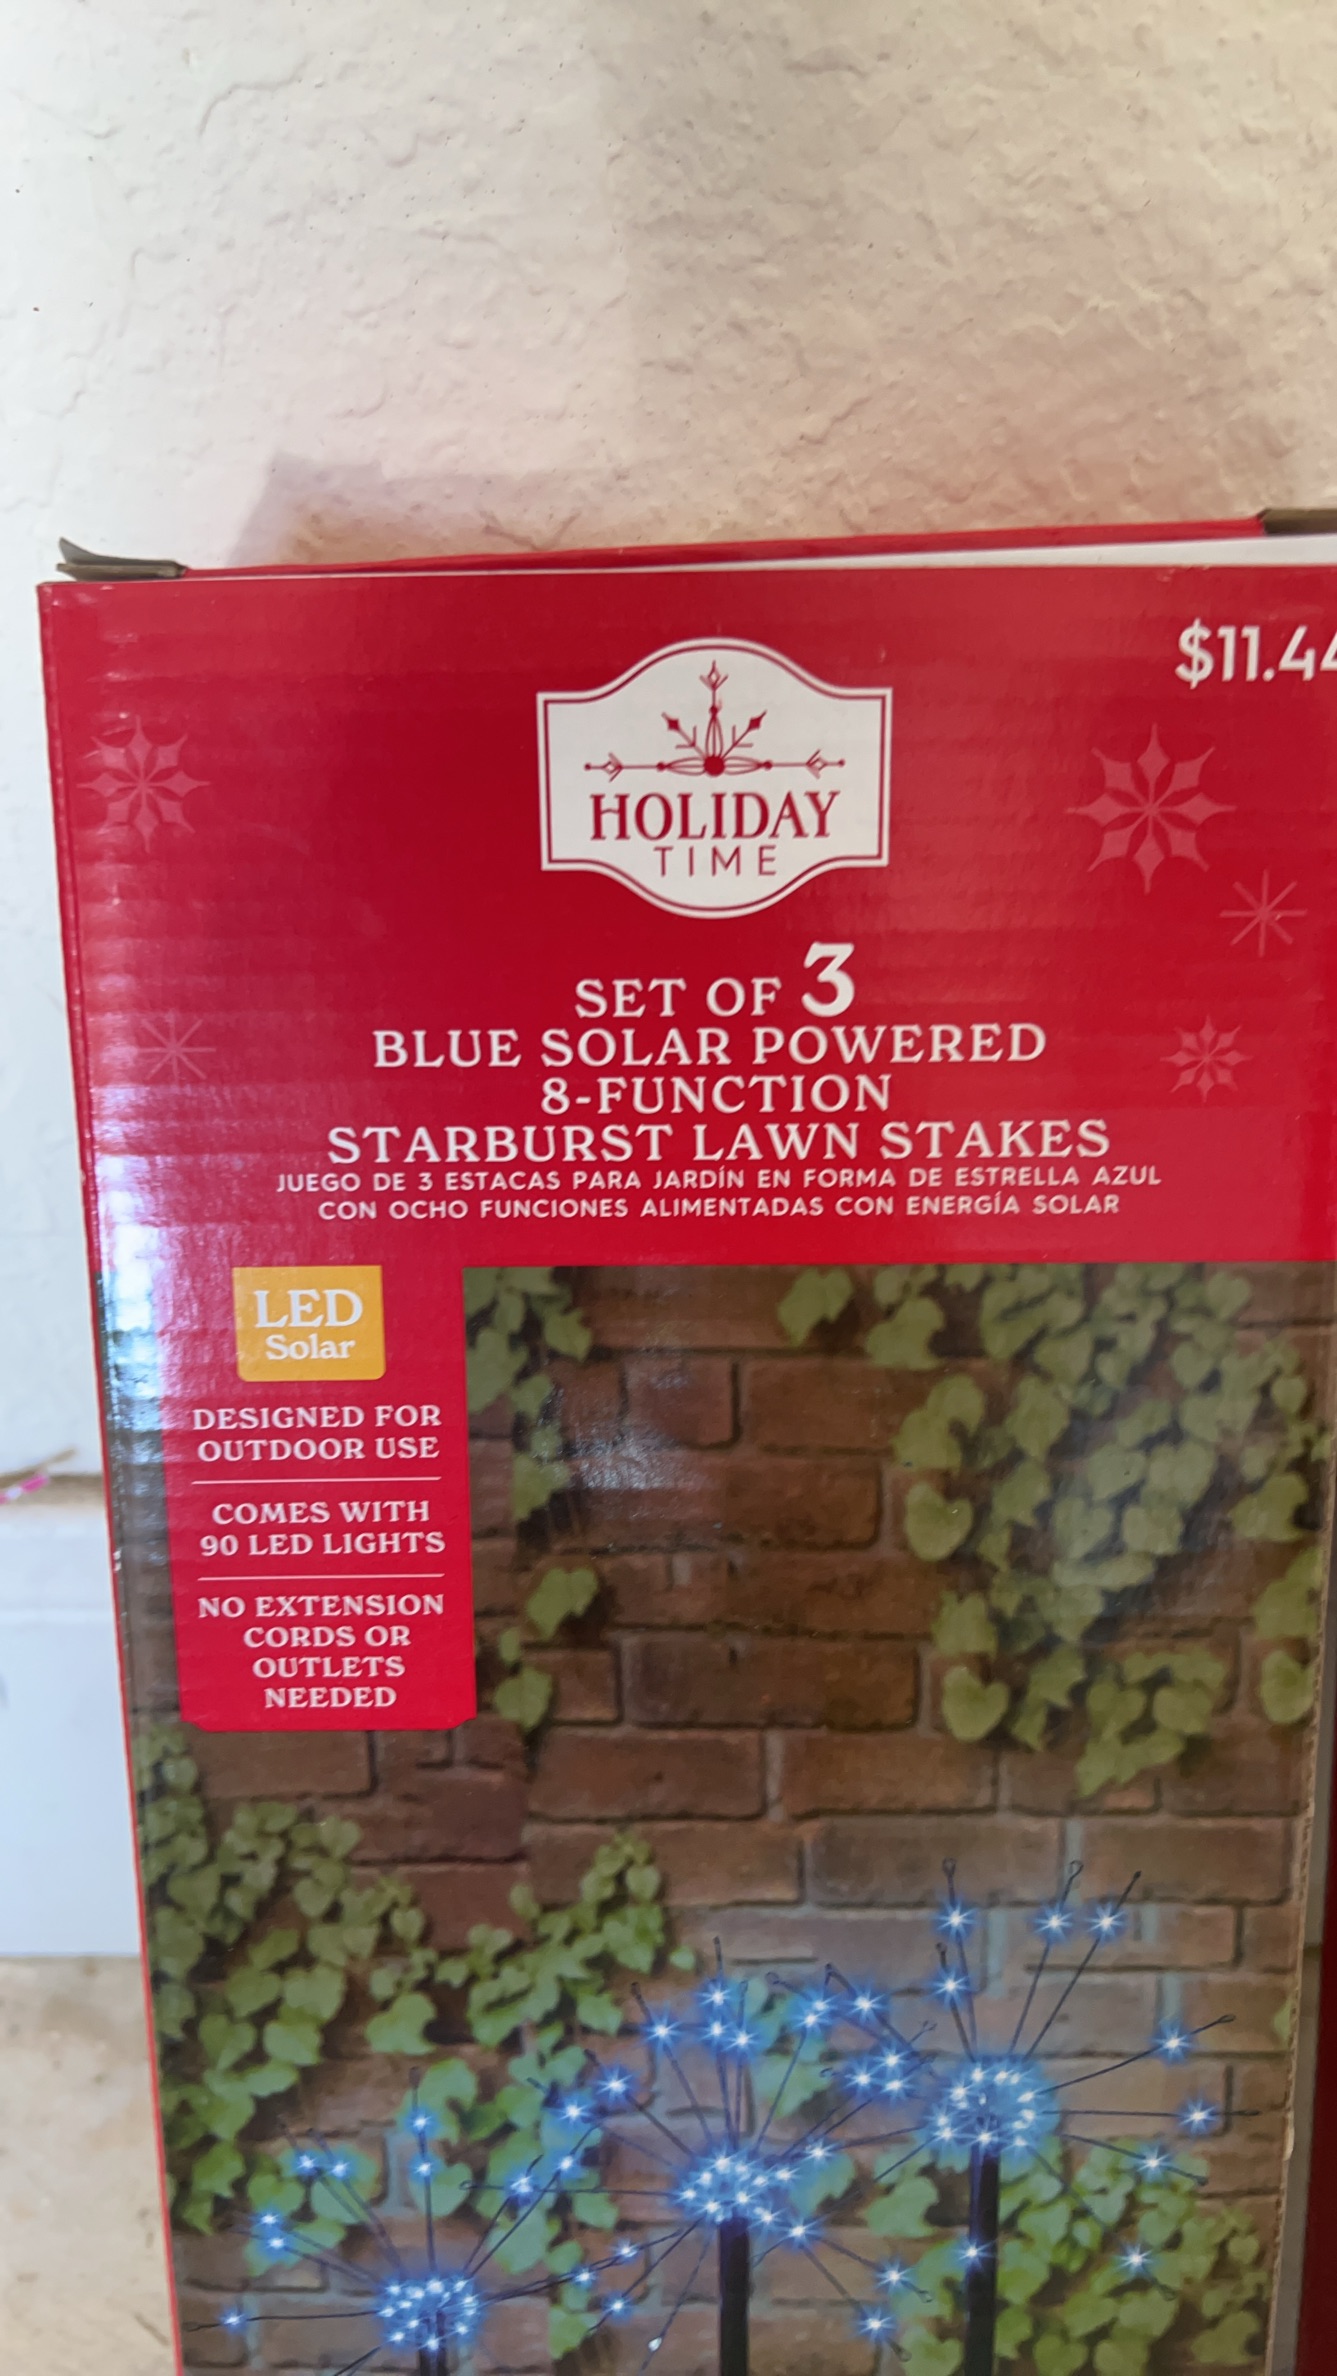 $11.44
HOLIDAY
TIME
SET OF 3
BLUE SOLAR POWERED
8-FUNCTION
STARBURST LAWN STAKES
JUEGO DE 3 ESTACAS PARA JARDÍN EN FORMA DE ESTRELLA AZUL
CON OCHO FUNCIONES ALIMENTADAS CON ENERGÍA SOLAR
LED
Solar
DESIGNED FOR
OUTDOOR USE
COMES WITH
90 LED LIGHTS
NO EXTENSION
CORDS OR
OUTLETS
NEEDED